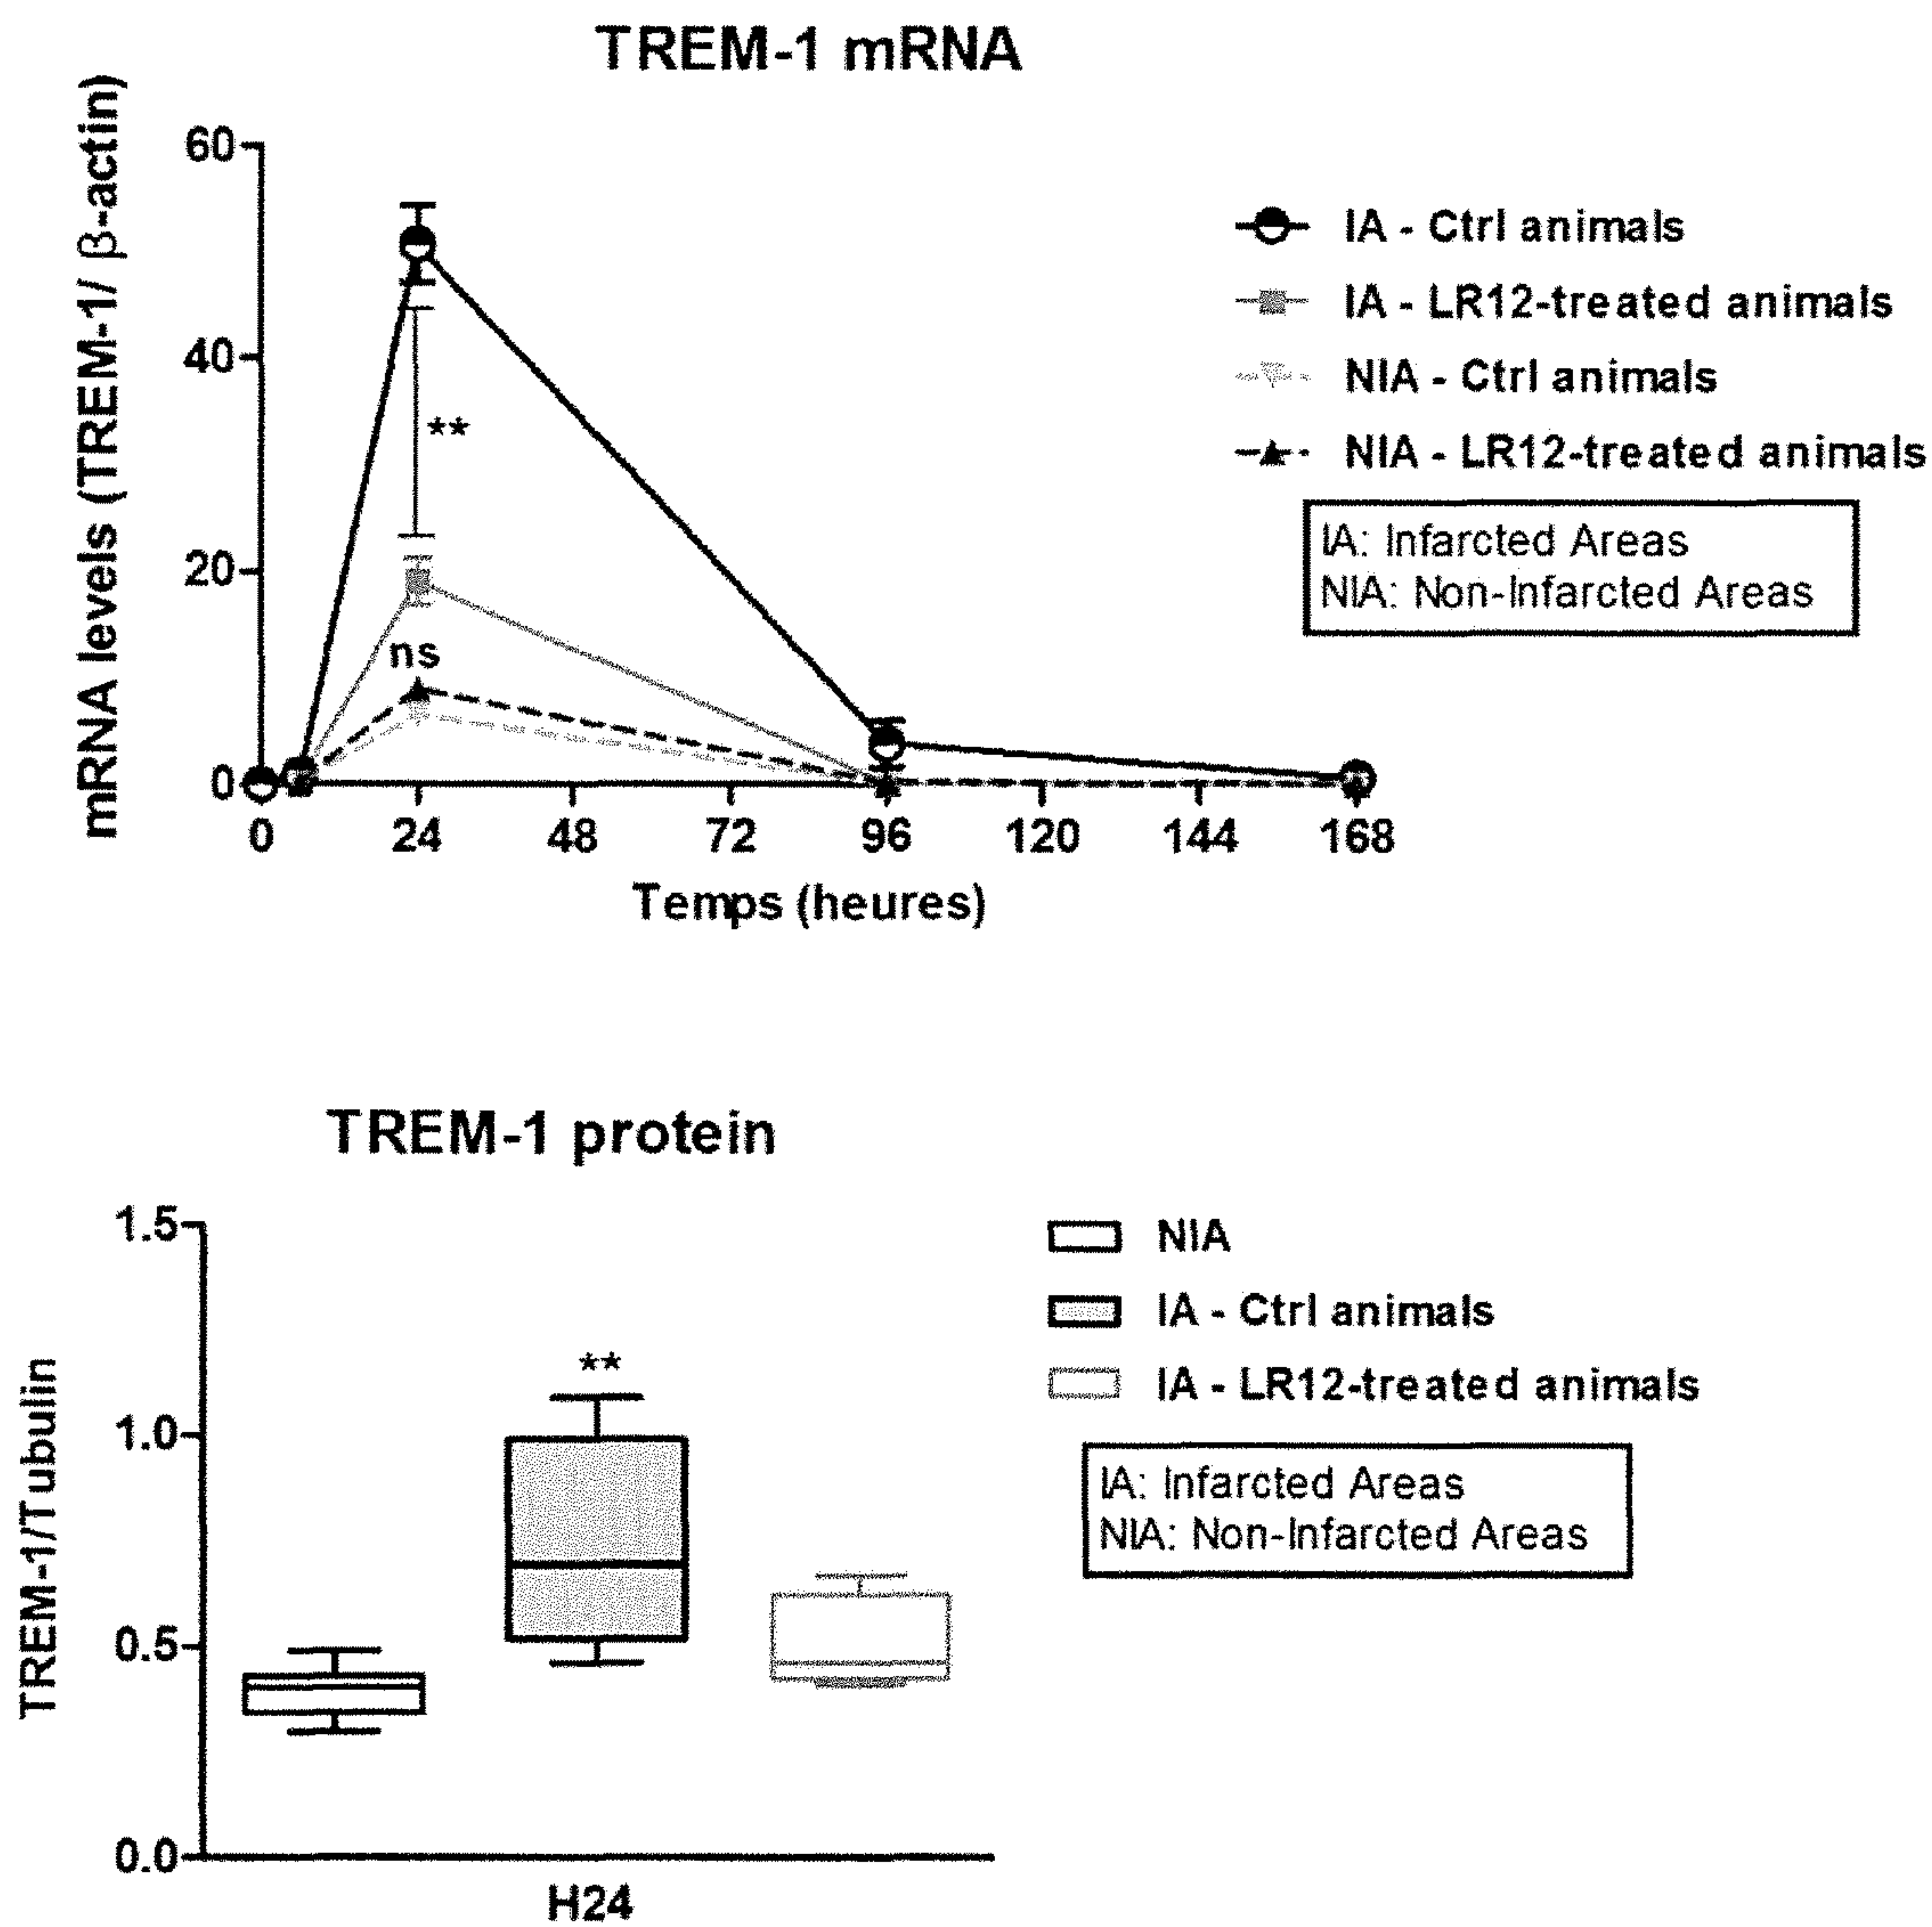 TREM-1 mRNA
mRNA levels (TREM-1/ β-actin)
60
40
20
0
**
ns
0 24 48 72 96 120 144 168
Temps (heures)
IA - Ctrl animals
IA - LR12-treated animals
NIA - Ctrl animals
NIA - LR12-treated animals
IA: Infarcted Areas
NIA: Non-Infarcted Areas
TREM-1 protein
TREM-1/Tubulin
1.5
1.0
0.5
0.0
**
H24
NIA
IA - Ctrl animals
IA - LR12-treated animals
IA: Infarcted Areas
NIA: Non-Infarcted Areas